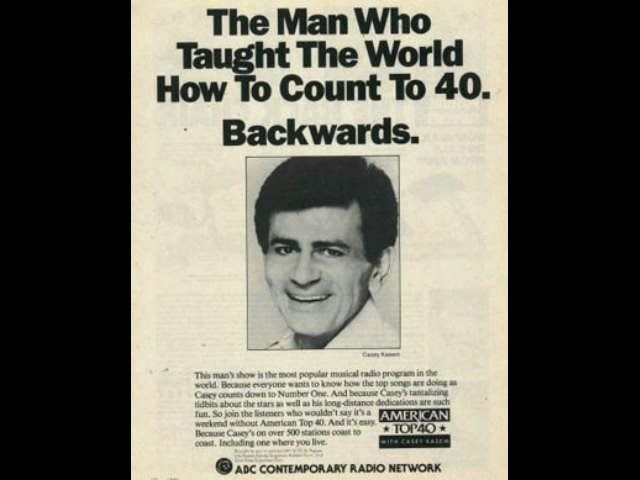 The Man Who
Taught The World
How To Count To 40.
Backwards.
Casey Kasem
This man's show is the most popular musical radio program in the
world. Because everyone wants to know how the top songs are doing as
Casey counts down to Number One. And because Casey's tantalizing
tidbits about the stars as well as his long-distance dedications are such
fun. So join the listeners who wouldn't say it's a
weekend without American Top 40. And it's easy.
Because Casey's on over 500 stations coast to
coast. Including one where you live.
AMERICAN
TOP 40
WITH CASEY KASEM
ABC CONTEMPORARY RADIO NETWORK